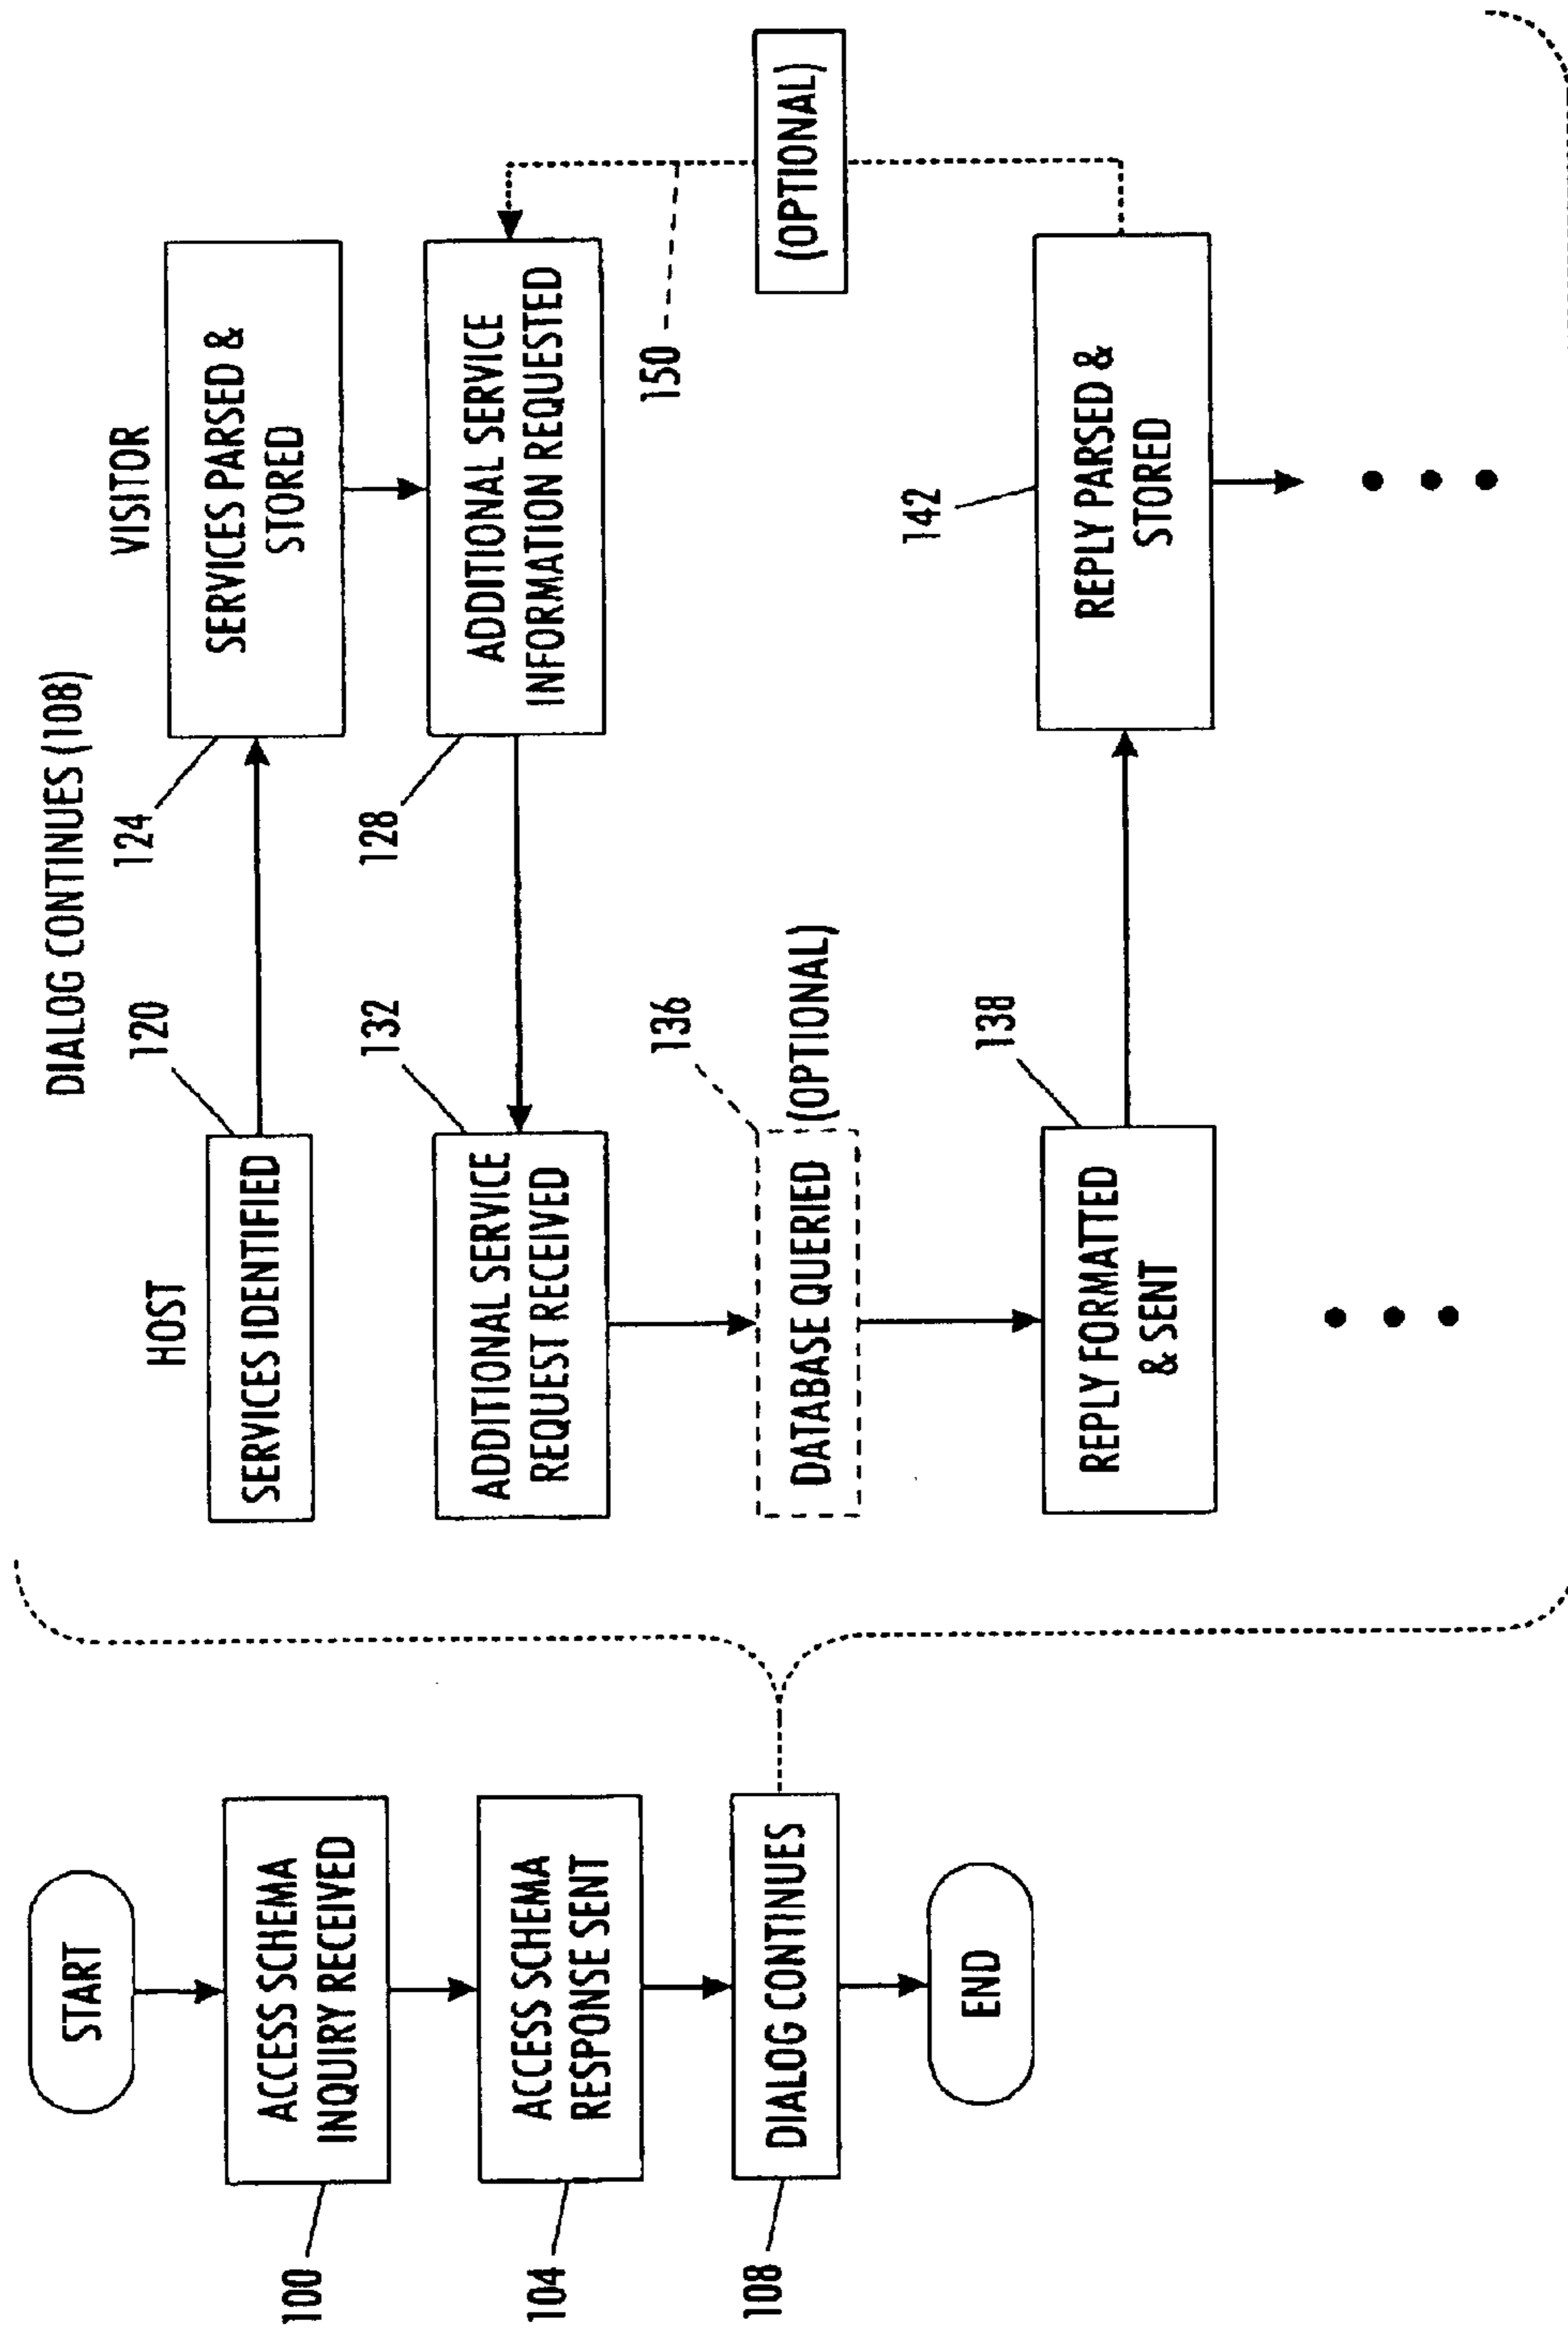 START
ACCESS SCHEMA
INQUIRY RECEIVED
100
ACCESS SCHEMA
RESPONSE SENT
104
DIALOG CONTINUES
108
END
DIALOG CONTINUES (108)
HOST
VISITOR
120
SERVICES IDENTIFIED
124
SERVICES PARSED &
STORED
132
ADDITIONAL SERVICE
REQUEST RECEIVED
128
ADDITIONAL SERVICE
INFORMATION REQUESTED
136
DATABASE QUERIED
(OPTIONAL)
150
(OPTIONAL)
138
REPLY FORMATTED
& SENT
142
REPLY PARSED &
STORED